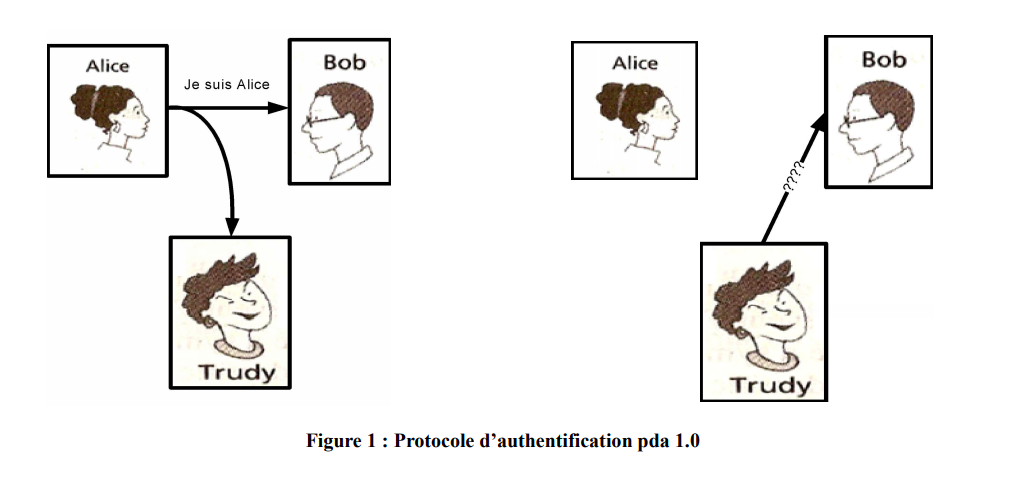 Alice
Bob
Je suis Alice
Trudy
Alice
Bob
????
Trudy
Figure 1 : Protocole d’authentification pda 1.0